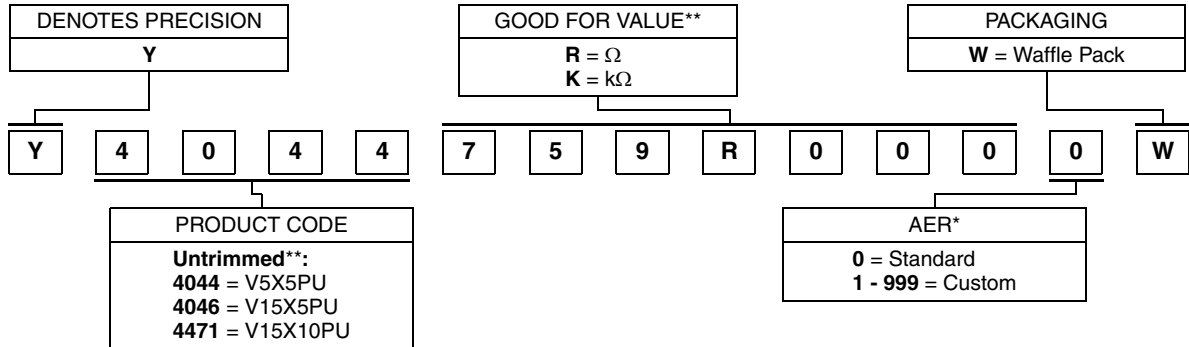 DENOTES PRECISION
Y
GOOD FOR VALUE**
R = Ω
K = kΩ
PACKAGING
W = Waffle Pack
Y 4 0 4 4 7 5 9 R 0 0 0 0 W
PRODUCT CODE
Untrimmed**:
4044 = V5X5PU
4046 = V15X5PU
4471 = V15X10PU
AER*
0 = Standard
1 - 999 = Custom